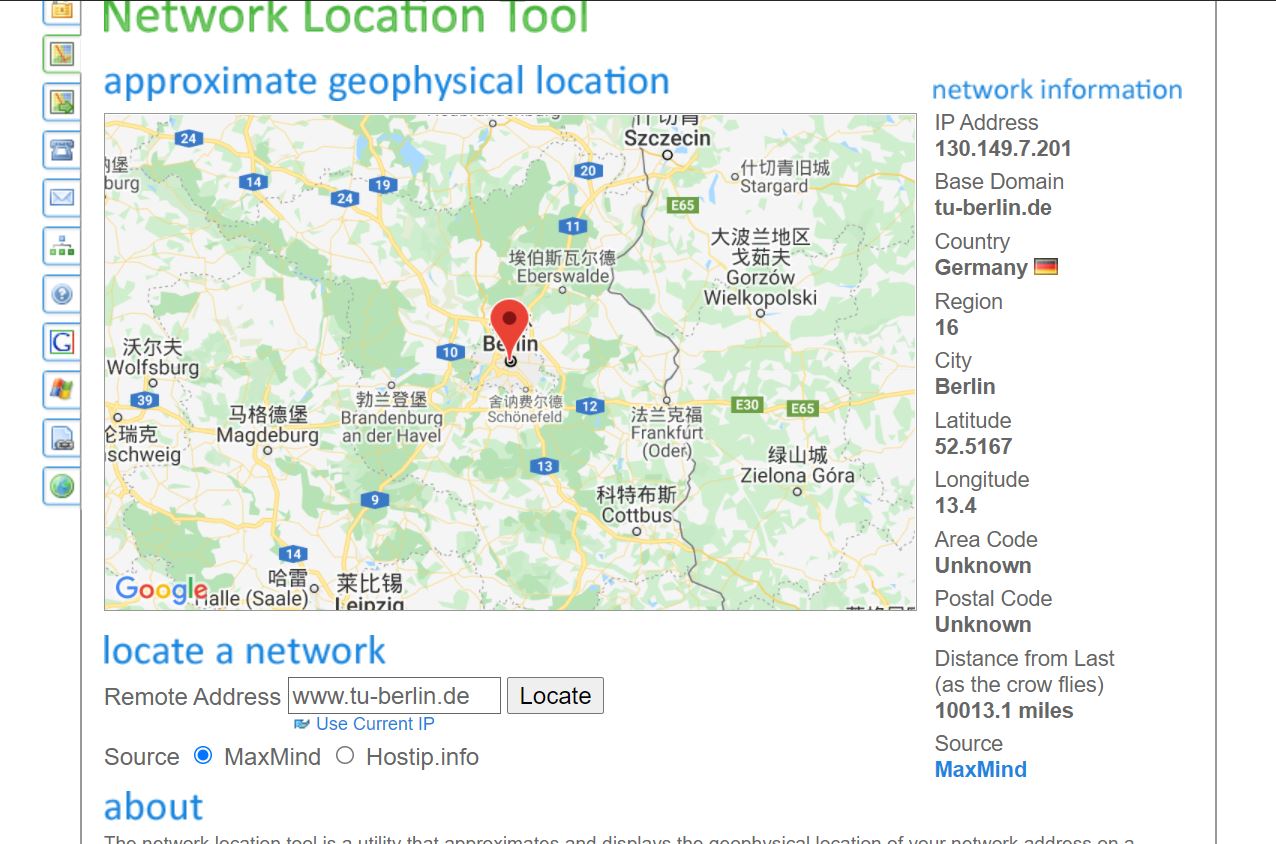 Network Location Tool
approximate geophysical location
24
14
24
19
20
11
什切青
Szczecin
什切青旧城
Stargard
E65
burg
埃伯斯瓦尔德
Eberswalde
大波兰地区
戈茹夫
Gorzów
Wielkopolski
10
Berlin
沃尔夫
Wolfsburg
39
马格德堡
Magdeburg
伦瑞克
schweig
勃兰登堡
Brandenburg
an der Havel
舍讷费尔德
Schönefeld
12
法兰克福
Frankfurt
(Oder)
E30
E65
绿山城
Zielona Góra
13
9
科特布斯
Cottbus
14
哈雷
Halle (Saale)
莱比锡
Leipzig
Google
network information
IP Address
130.149.7.201
Base Domain
tu-berlin.de
Country
Germany
Region
16
City
Berlin
Latitude
52.5167
Longitude
13.4
Area Code
Unknown
Postal Code
Unknown
Distance from Last
(as the crow flies)
10013.1 miles
Source
MaxMind
locate a network
Remote Address www.tu-berlin.de Locate
Use Current IP
Source MaxMind Hostip.info
about
The network location tool is a utility that approximates and displays the geophysical location of your network address on a